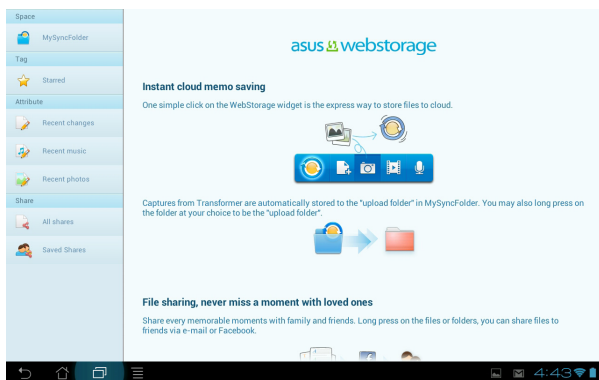 Space
MySyncFolder
Tag
Starred
Attribute
Recent changes
Recent music
Recent photos
Share
All shares
Saved Shares
asus webstorage
Instant cloud memo saving
One simple click on the WebStorage widget is the express way to store files to cloud.
Captures from Transformer are automatically stored to the "upload folder" in MySyncFolder. You may also long press on
the folder at your choice to be the "upload folder".
File sharing, never miss a moment with loved ones
Share every memorable moments with family and friends. Long press on the files or folders, you can share files to
friends via e-mail or Facebook.
4:43